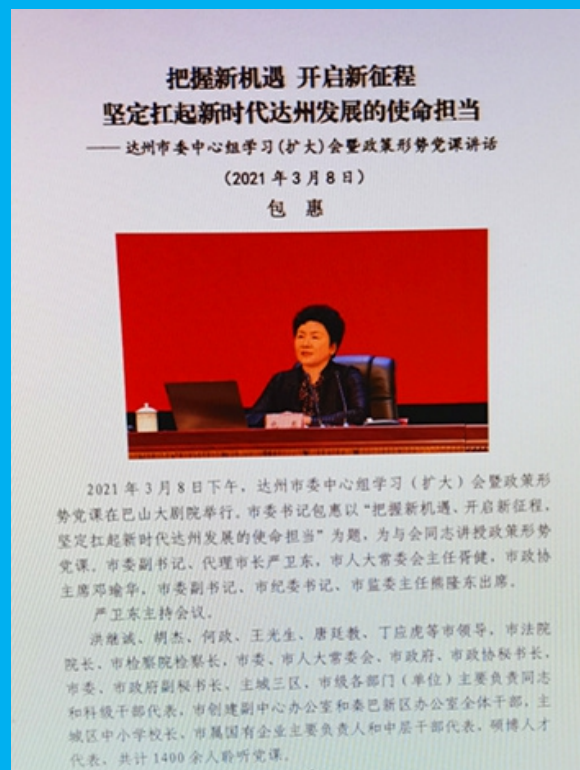 把握新机遇 开启新征程
坚定扛起新时代达州发展的使命担当
—— 达州市委中心组学习(扩大)会暨政策形势党课讲话
(2021 年 3 月 8 日)
包 惠
2021 年 3 月 8 日下午，达州市委中心组学习（扩大）会暨政策形
势党课在巴山大剧院举行。市委书记包惠以“把握新机遇、开启新征程，
坚定扛起新时代达州发展的使命担当”为题，为与会同志讲授政策形势
党课。市委副书记、代理市长严卫东，市人大常委会主任胥健，市政协
主席邓瑜华，市委副书记、市纪委书记、市监委主任熊隆东出席。
严卫东主持会议。
洪继诚、胡杰、何政、王光生、唐廷教、丁应虎等市领导，市法院
院长、市检察院检察长，市委、市人大常委会、市政府、市政协秘书长，
市委、市政府副秘书长，主城三区、市级各部门（单位）主要负责同志
和科级干部代表，市创建副中心办公室和秦巴新区办公室全体干部，主
城区中小学校长、市属国有企业主要负责人和中层干部代表，硕博人才
代表，共计 1400 余人聆听党课。